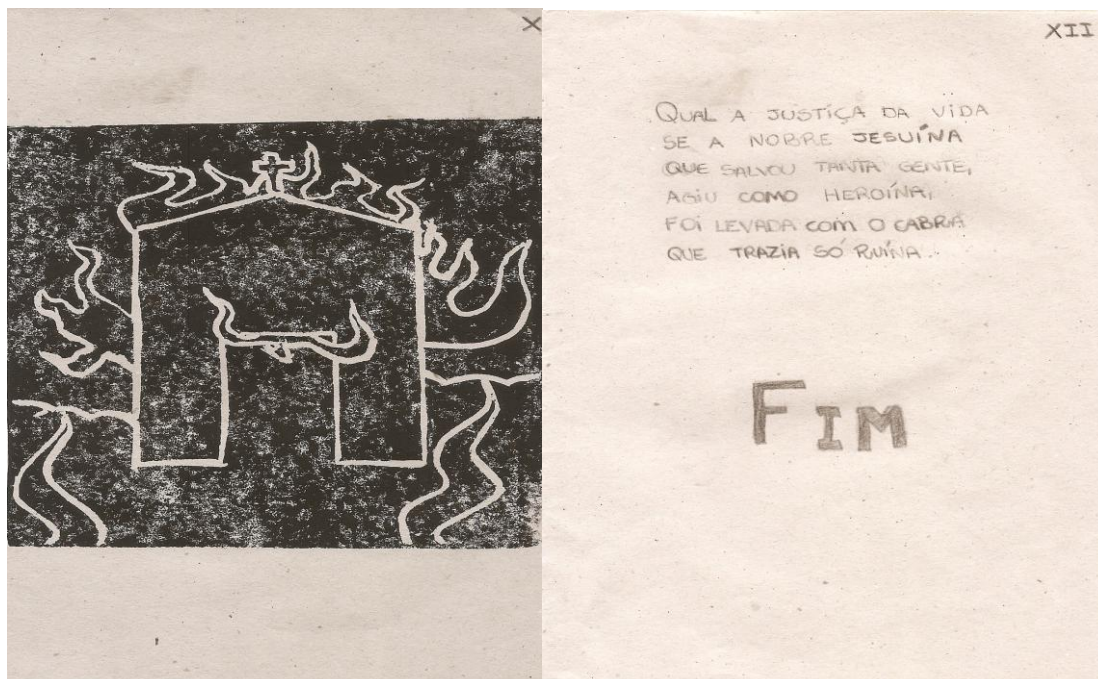 X
XII
QUAL A JUSTIÇA DA VIDA
SE A NOBRE JESUÍNA
QUE SALVOU TANTA GENTE,
AGIU COMO HEROÍNA,
FOI LEVADA COM O CABRA
QUE TRAZIA SÓ RUÍNA..
FIM